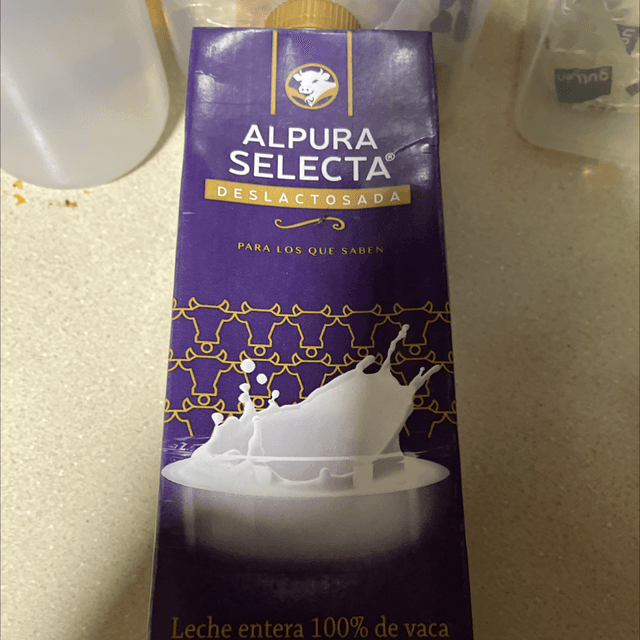 ALPURA
SELECTA®
DESLACTOSADA
PARA LOS QUE SABEN
Leche entera 100% de vaca